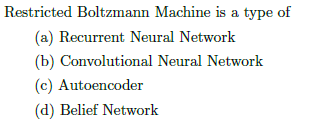 Restricted Boltzmann Machine is a type of
(a) Recurrent Neural Network
(b) Convolutional Neural Network
(c) Autoencoder
(d) Belief Network